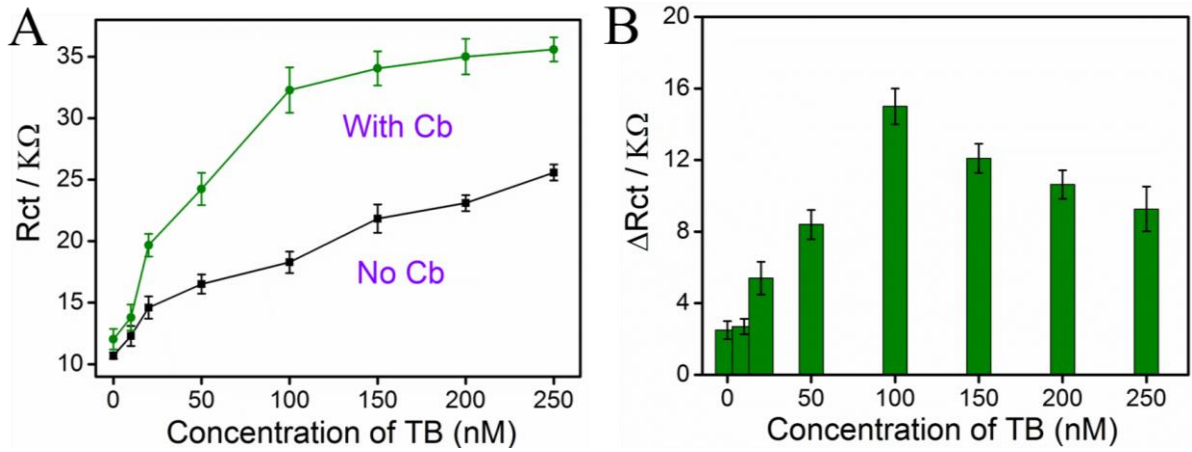 A
Rct / KΩ
35
30
25
20
15
10
With Cb
No Cb
0 50 100 150 200 250
Concentration of TB (nM)
B
ΔRct / KΩ
20
16
12
8
4
0
0 50 100 150 200 250
Concentration of TB (nM)